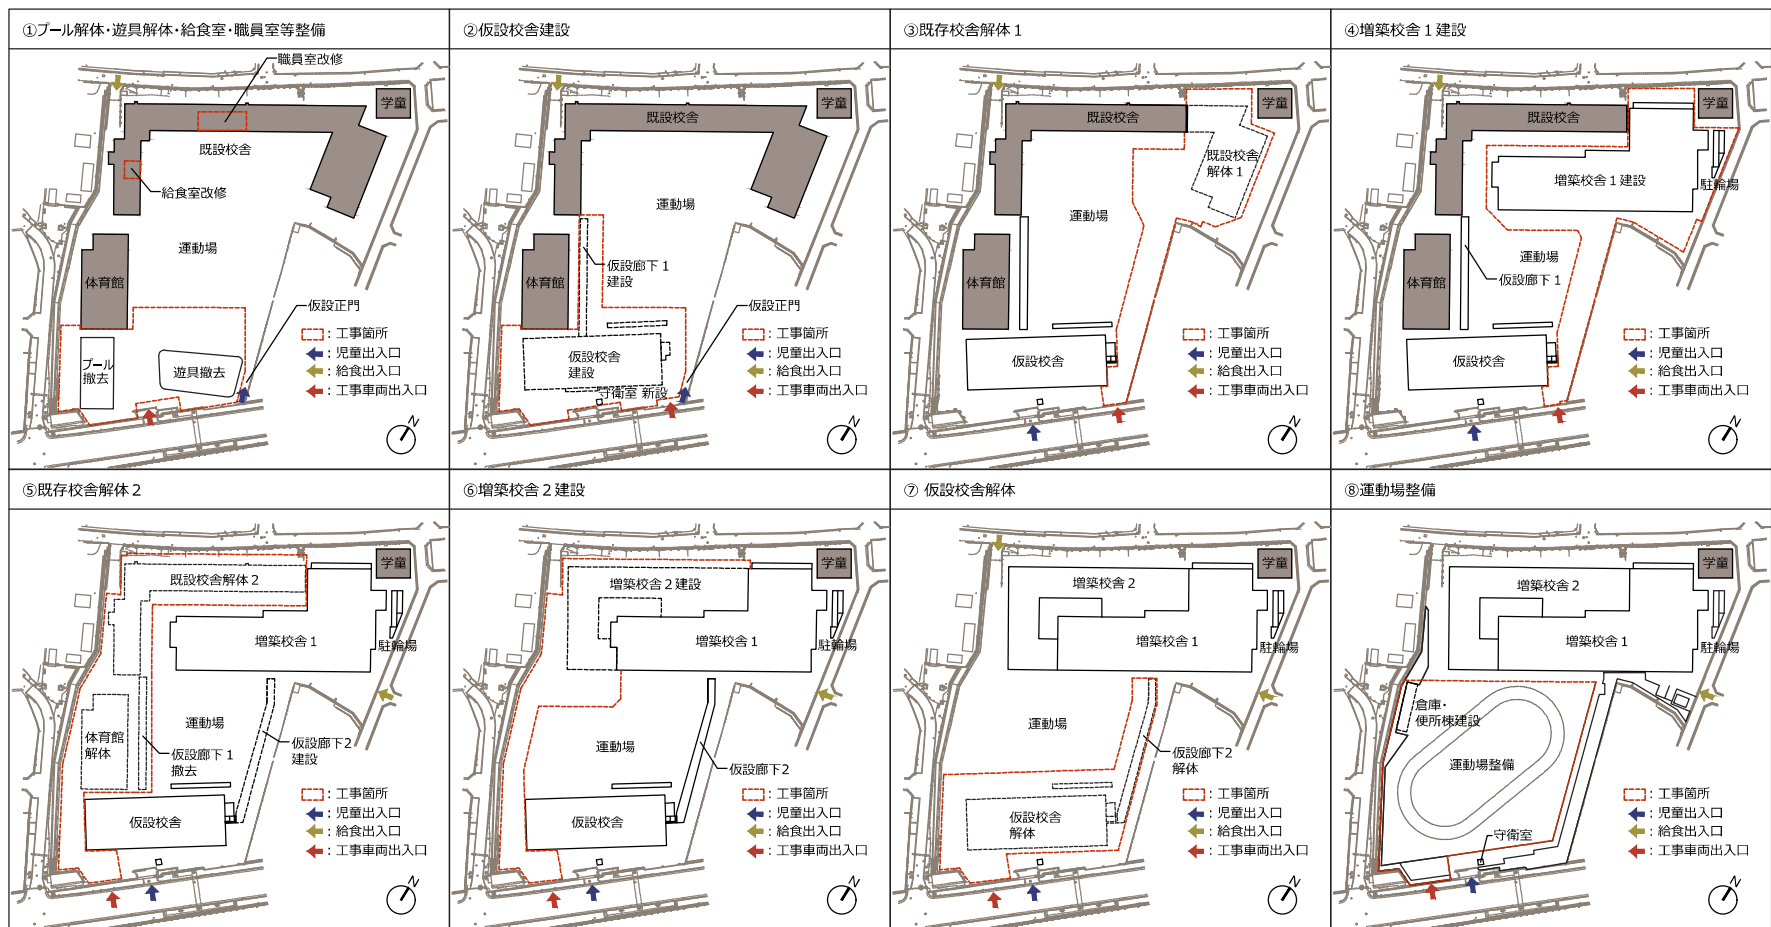 ①プール解体・遊具解体・給食室・職員室等整備
職員室改修
学童
既設校舎
給食室改修
運動場
体育館
仮設正門
プール
撤去
遊具撤去
：工事箇所
：児童出入口
：給食出入口
：工事車両出入口
N
②仮設校舎建設
学童
既設校舎
運動場
仮設廊下1
建設
体育館
仮設正門
仮設校舎
建設
守衛室 新設
：工事箇所
：児童出入口
：給食出入口
：工事車両出入口
N
③既存校舎解体1
学童
既設校舎
既設校舎
解体1
運動場
体育館
仮設校舎
：工事箇所
：児童出入口
：給食出入口
：工事車両出入口
N
④増築校舎1建設
学童
既設校舎
増築校舎1建設
駐輪場
運動場
仮設廊下1
体育館
仮設校舎
：工事箇所
：児童出入口
：給食出入口
：工事車両出入口
N
⑤既存校舎解体2
学童
既設校舎解体2
増築校舎1
駐輪場
運動場
体育館
解体
仮設廊下1
撤去
仮設廊下2
建設
仮設校舎
：工事箇所
：児童出入口
：給食出入口
：工事車両出入口
N
⑥増築校舎2建設
学童
増築校舎2建設
増築校舎1
駐輪場
運動場
仮設廊下2
仮設校舎
：工事箇所
：児童出入口
：給食出入口
：工事車両出入口
N
⑦ 仮設校舎解体
学童
増築校舎2
増築校舎1
駐輪場
運動場
仮設廊下2
解体
仮設校舎
解体
：工事箇所
：児童出入口
：給食出入口
：工事車両出入口
N
⑧運動場整備
学童
増築校舎2
増築校舎1
駐輪場
倉庫・
便所棟建設
運動場整備
守衛室
：工事箇所
：児童出入口
：給食出入口
：工事車両出入口
N